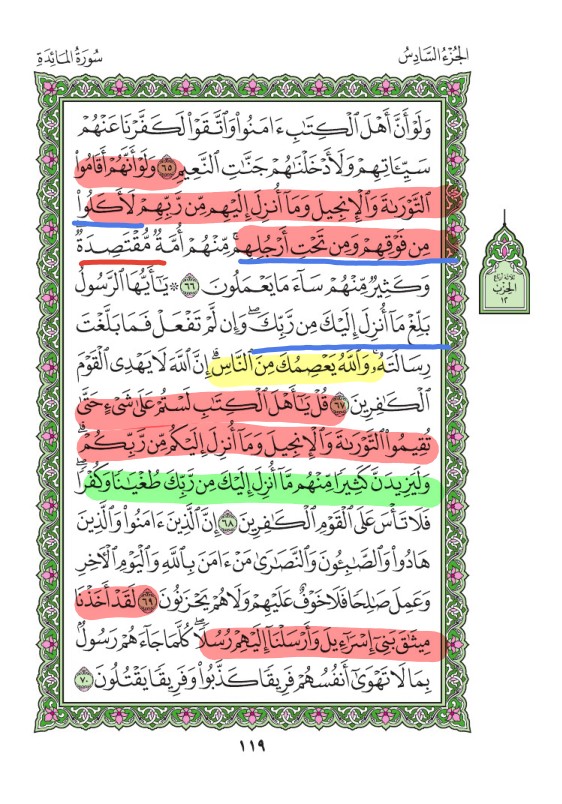 الجُزْءُ السَّادِسُ
سُورَةُ المَائِدَةِ
وَلَوْ أَنَّ أَهْلَ ٱلْكِتَٰبِ ءَامَنُوا۟ وَٱتَّقَوْا۟ لَكَفَّرْنَا عَنْهُمْ
سَيِّـَٔاتِهِمْ وَلَأَدْخَلْنَٰهُمْ جَنَّٰتِ ٱلنَّعِيمِ ٦٥ وَلَوْ أَنَّهُمْ أَقَامُوا۟
ٱلتَّوْرَىٰةَ وَٱلْإِنجِيلَ وَمَآ أُنزِلَ إِلَيْهِم مِّن رَّبِّهِمْ لَأَكَلُوا۟
مِن فَوْقِهِمْ وَمِن تَحْتِ أَرْجُلِهِم ۚ مِّنْهُمْ أُمَّةٌ مُّقْتَصِدَةٌ ۖ
وَكَثِيرٌ مِّنْهُمْ سَآءَ مَا يَعْمَلُونَ ٦٦ ۞ يَٰٓأَيُّهَا ٱلرَّسُولُ
بَلِّغْ مَآ أُنزِلَ إِلَيْكَ مِن رَّبِّكَ ۖ وَإِن لَّمْ تَفْعَلْ فَمَا بَلَّغْتَ
رِسَالَتَهُۥ ۚ وَٱللَّهُ يَعْصِمُكَ مِنَ ٱلنَّاسِ ۗ إِنَّ ٱللَّهَ لَا يَهْدِى ٱلْقَوْمَ
ٱلْكَٰفِرِينَ ٦٧ قُلْ يَٰٓأَهْلَ ٱلْكِتَٰبِ لَسْتُمْ عَلَىٰ شَىْءٍ حَتَّىٰ
تُقِيمُوا۟ ٱلتَّوْرَىٰةَ وَٱلْإِنجِيلَ وَمَآ أُنزِلَ إِلَيْكُم مِّن رَّبِّكُمْ ۗ
وَلَيَزِيدَنَّ كَثِيرًا مِّنْهُم مَّآ أُنزِلَ إِلَيْكَ مِن رَّبِّكَ طُغْيَٰنًا وَكُفْرًا ۖ
فَلَا تَأْسَ عَلَى ٱلْقَوْمِ ٱلْكَٰفِرِينَ ٦٨ إِنَّ ٱلَّذِينَ ءَامَنُوا۟ وَٱلَّذِينَ
هَادُوا۟ وَٱلصَّٰبِـُٔونَ وَٱلنَّصَٰرَىٰ مَنْ ءَامَنَ بِٱللَّهِ وَٱلْيَوْمِ ٱلْـَٔاخِرِ
وَعَمِلَ صَٰلِحًا فَلَا خَوْفٌ عَلَيْهِمْ وَلَا هُمْ يَحْزَنُونَ ٦٩ لَقَدْ أَخَذْنَا
مِيثَٰقَ بَنِىٓ إِسْرَٰٓءِيلَ وَأَرْسَلْنَآ إِلَيْهِمْ رُسُلًا ۖ كُلَّمَا جَآءَهُمْ رَسُولٌۢ
بِمَا لَا تَهْوَىٰٓ أَنفُسُهُمْ فَرِيقًا كَذَّبُوا۟ وَفَرِيقًا يَقْتُلُونَ ٧٠
ثلاثة أرباع
الحزب
١٢
١١٩